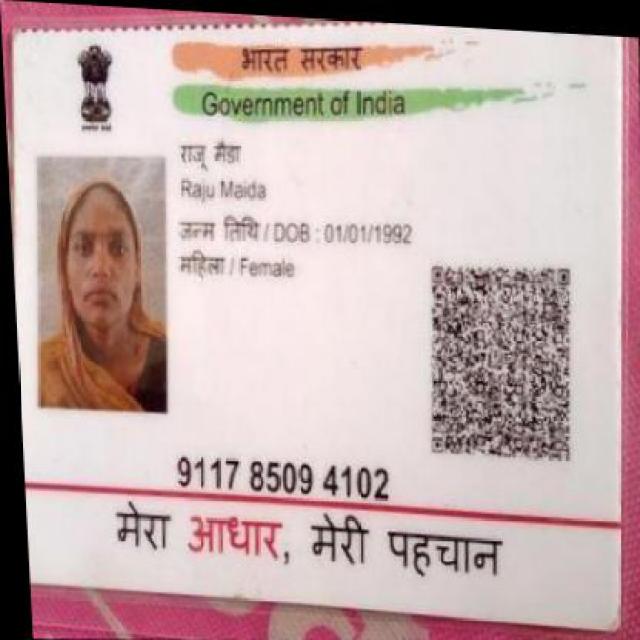 भारत सरकार
Government of India
राजू मैडा
Raju Maida
जन्म तिथि / DOB : 01/01/1992
महिला / Female
9117 8509 4102
मेरा आधार, मेरी पहचान